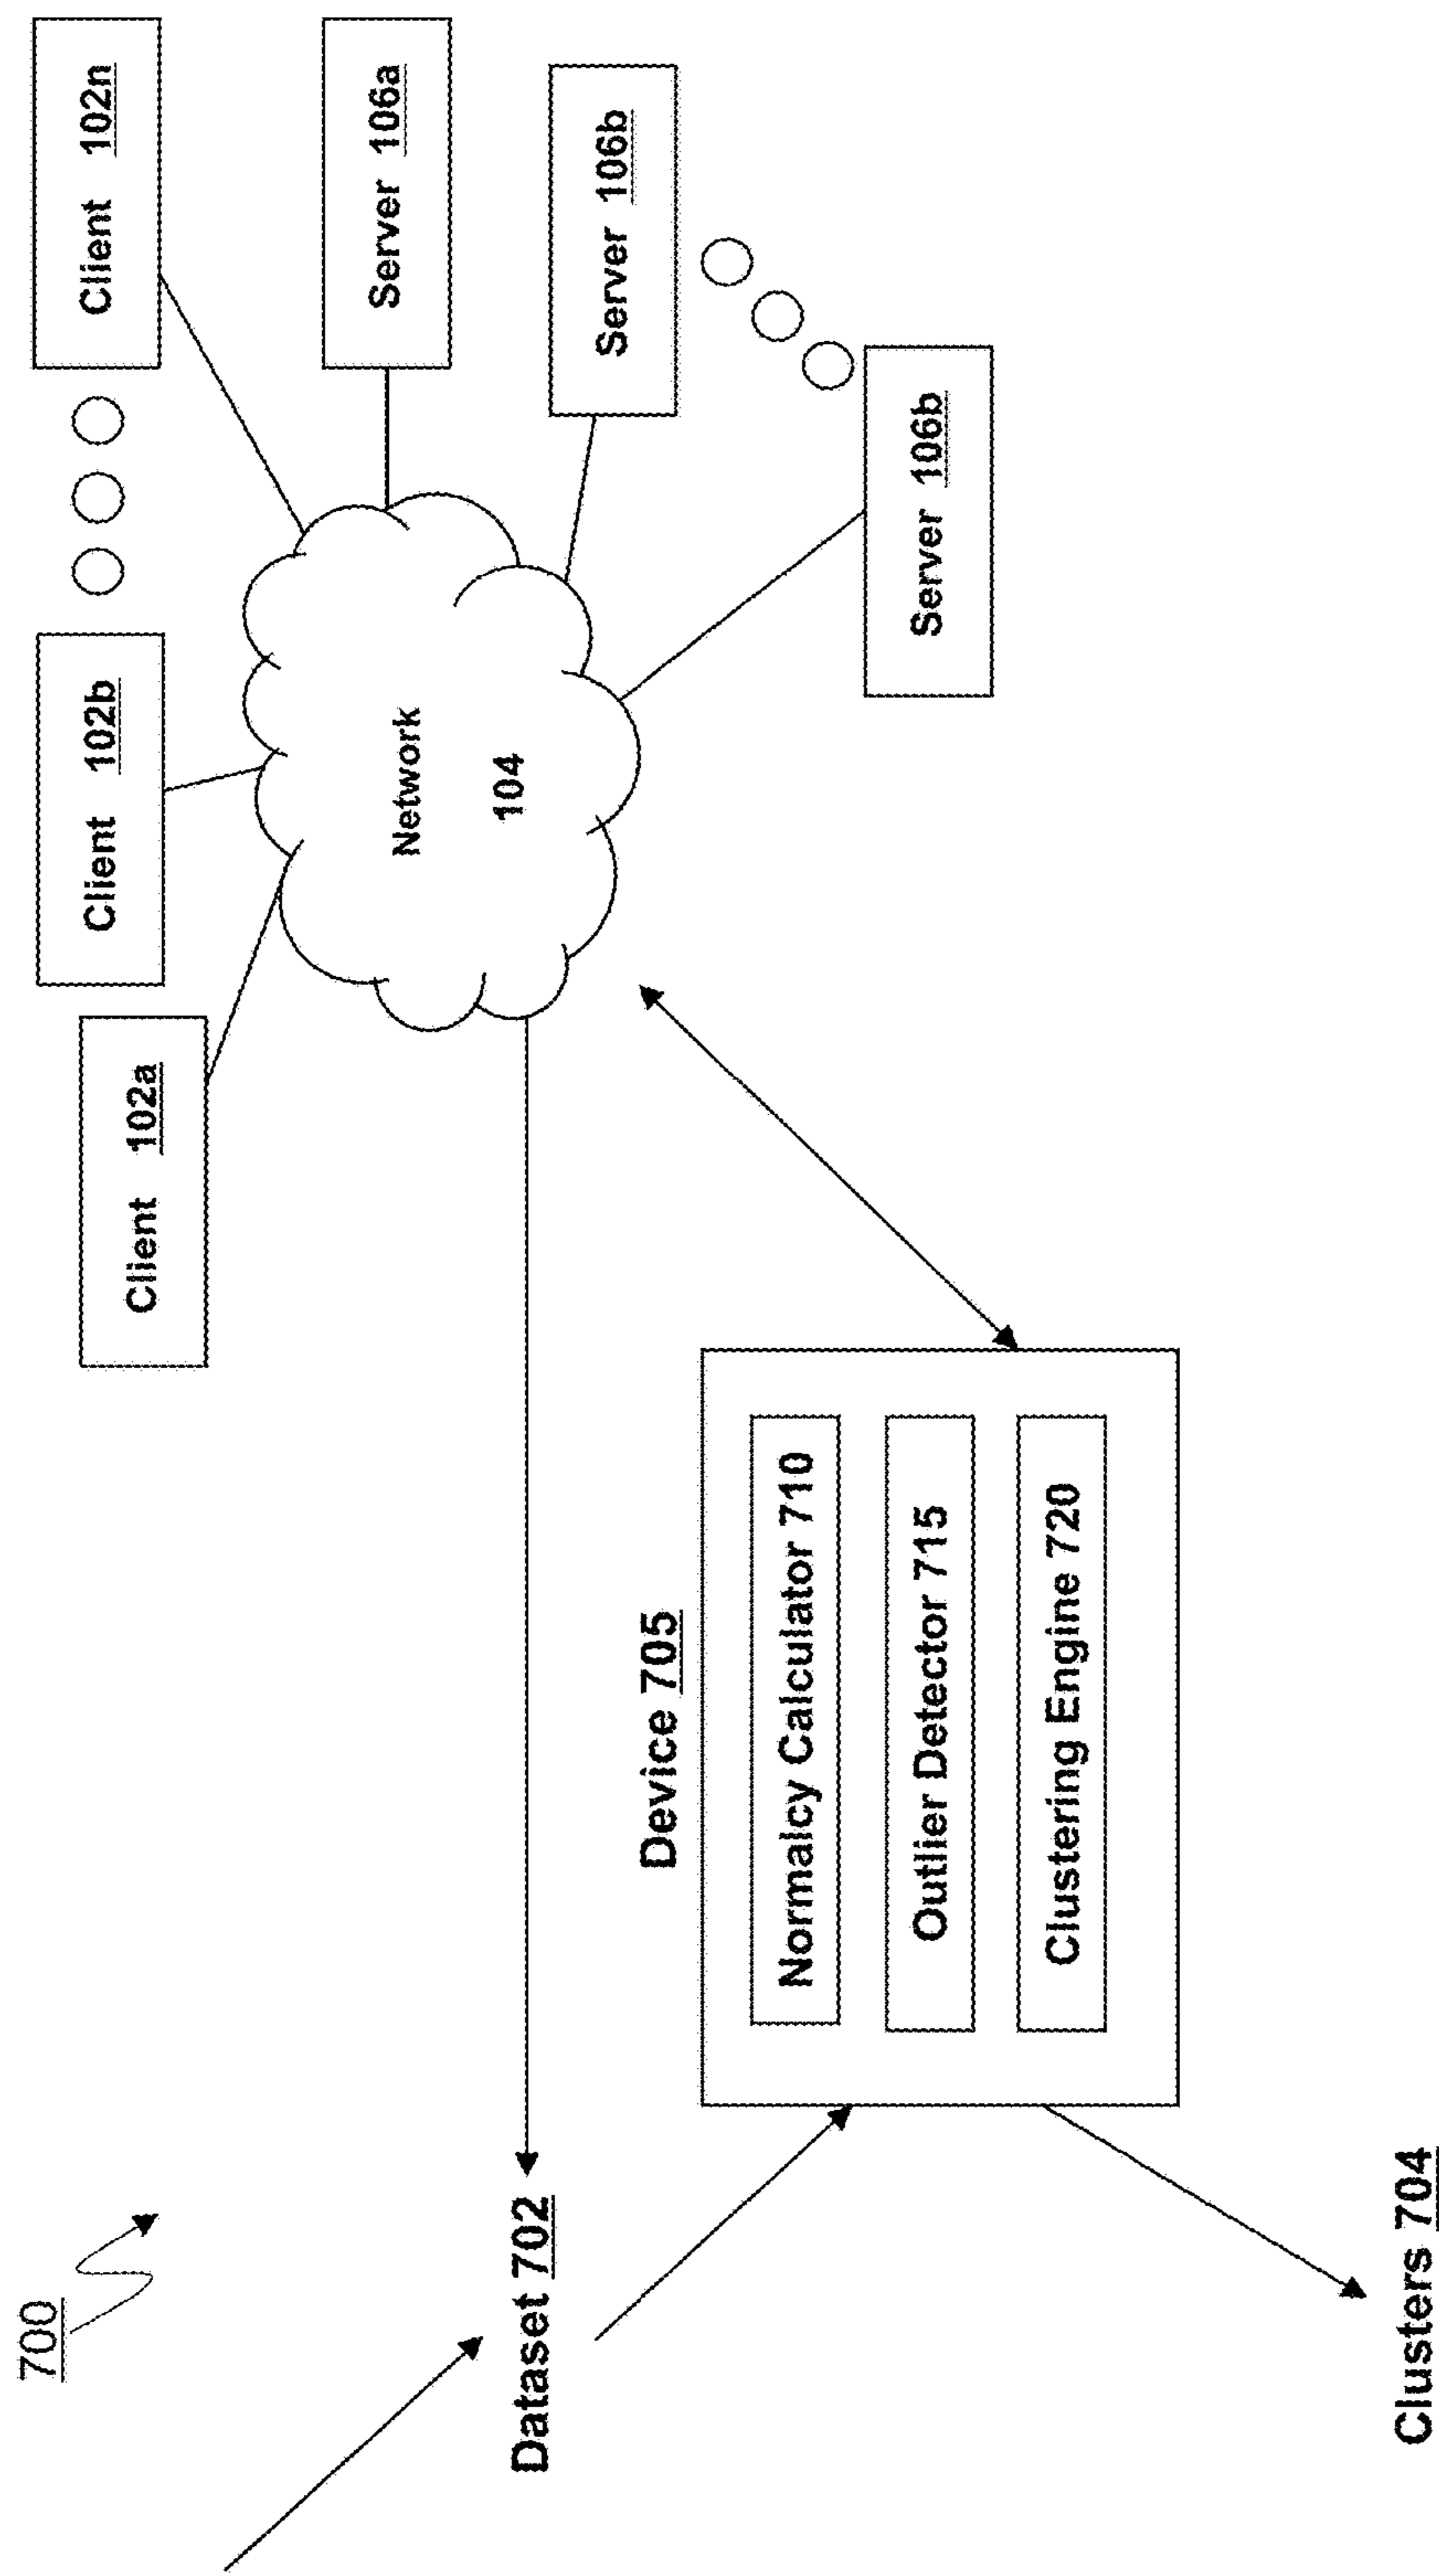 700
Client 102a
Client 102b
Client 102n
Server 106a
Server 106b
Server 106b
Network
104
Dataset 702
Device 705
Normalcy Calculator 710
Outlier Detector 715
Clustering Engine 720
Clusters 704